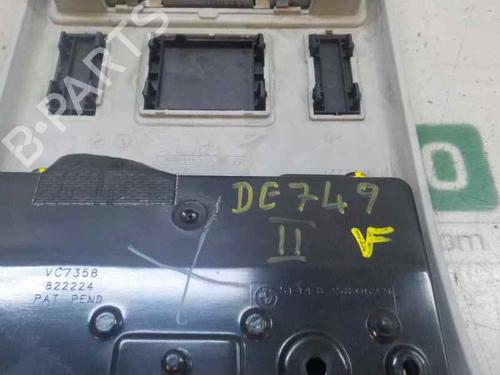 B-PARTS
DE749
II VF
VC7358
822224
PAT PEND